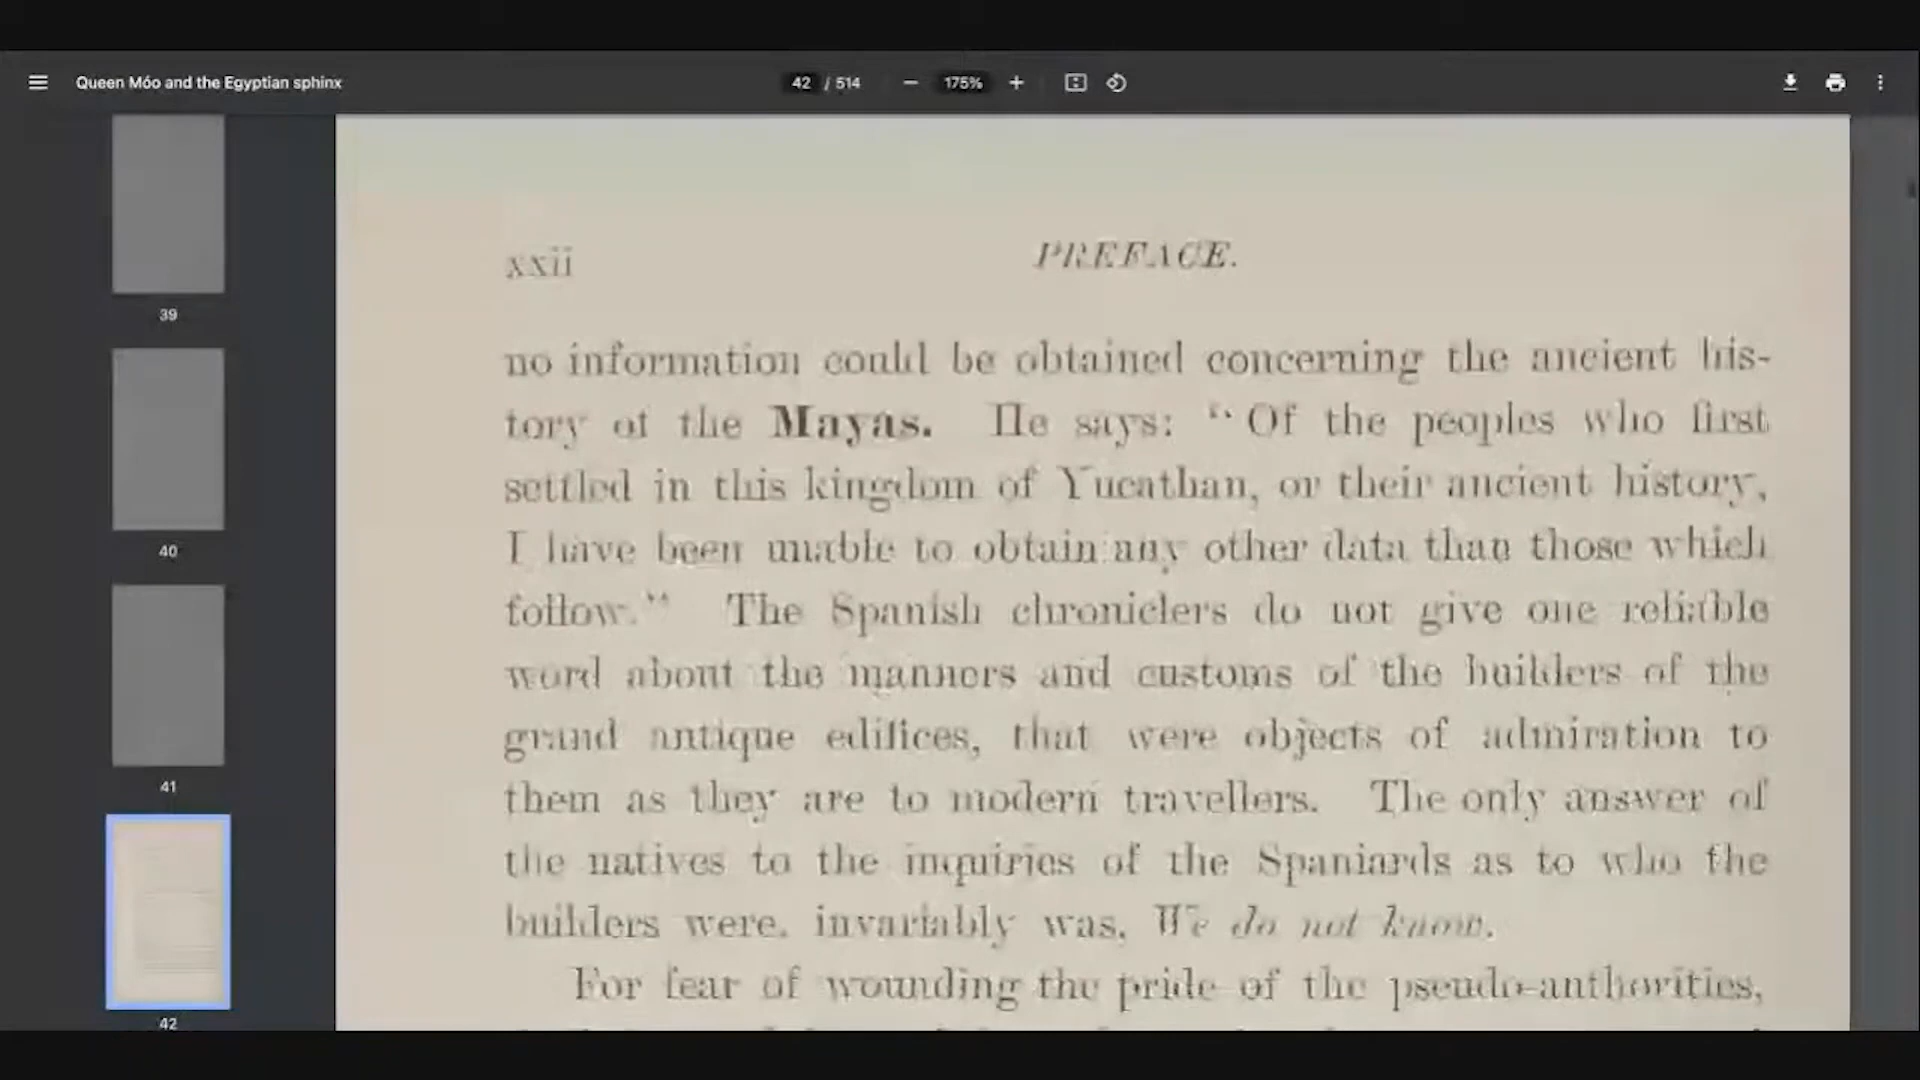 Queen Móo and the Egyptian sphinx
42 / 514
175%
39
40
41
42
xxii
PREFACE.
no information could be obtained concerning the ancient his-
tory of the Mayas. He says: "Of the peoples who first
settled in this kingdom of Yucathan, or their ancient history,
I have been unable to obtain any other data than those which
follow." The Spanish chroniclers do not give one reliable
word about the manners and customs of the builders of the
grand antique edifices, that were objects of admiration to
them as they are to modern travellers. The only answer of
the natives to the inquiries of the Spaniards as to who the
builders were, invariably was, We do not know.
For fear of wounding the pride of the pseudo-authorities,